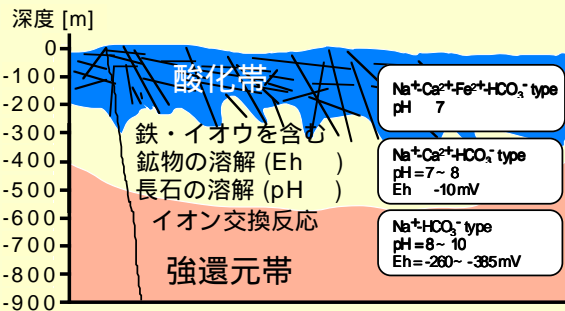 深度 [m]
0
-100
-200
-300
-400
-500
-600
-700
-800
-900
酸化帯
鉄・イオウを含む
鉱物の溶解 (Eh )
長石の溶解 (pH )
イオン交換反応
強還元帯
Na⁺-Ca²⁺-Fe²⁺-HCO₃⁻ type
pH 7
Na⁺-Ca²⁺-HCO₃⁻ type
pH = 7~ 8
Eh -10mV
Na⁺-HCO₃⁻ type
pH = 8~ 10
Eh = -260~ -385mV